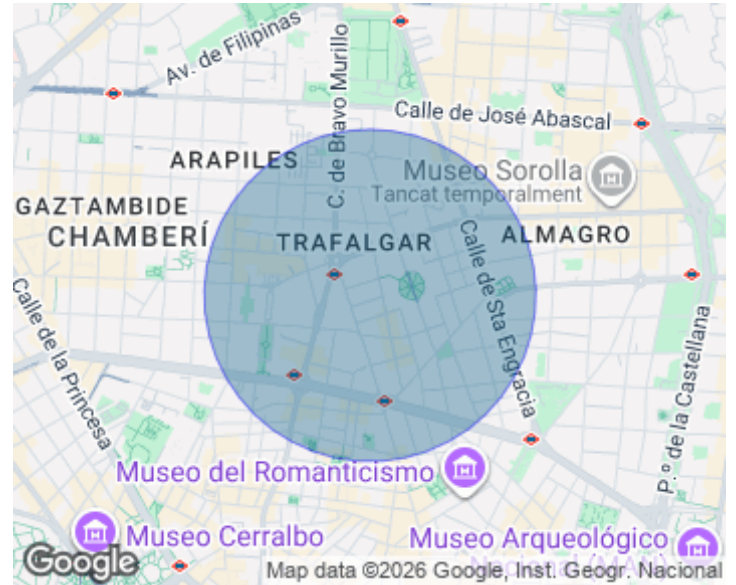 Av. de Filipinas
C. de Bravo Murillo
Calle de José Abascal
ARAPILES
Museo Sorolla
Tancat temporalment
GAZTAMBIDE
CHAMBERÍ
TRAFALGAR
ALMAGRO
Calle de Sta Engracia
Calle de la Princesa
P.º de la Castellana
Museo del Romanticismo
Museo Cerralbo
Museo Arqueológico
Google
Map data ©2026 Google, Inst. Geogr. Nacional